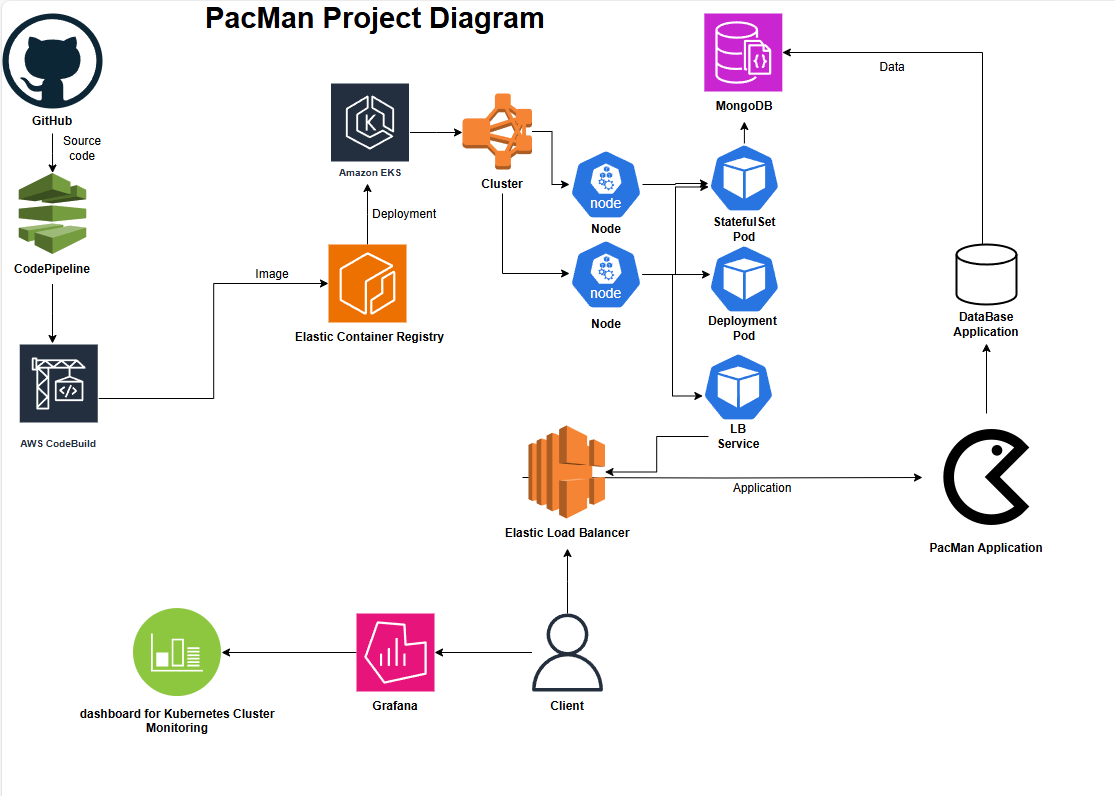 PacMan Project Diagram
GitHub
Source
code
CodePipeline
AWS CodeBuild
Image
Elastic Container Registry
Deployment
Amazon EKS
Cluster
node
Node
node
Node
MongoDB
StatefulSet
Pod
Deployment
Pod
LB
Service
Data
DataBase
Application
Elastic Load Balancer
Application
PacMan Application
Client
Grafana
dashboard for Kubernetes Cluster
Monitoring